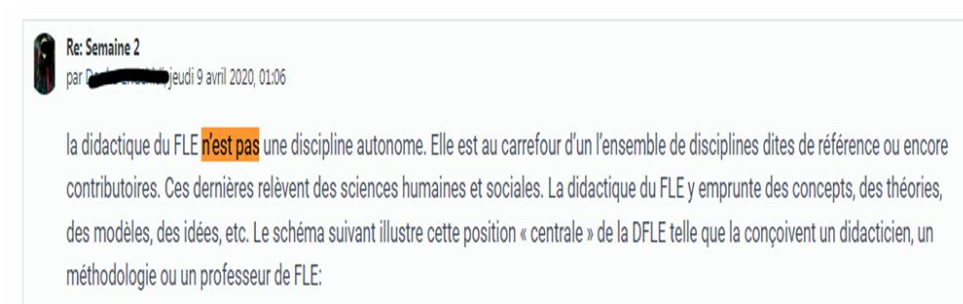 Re: Semaine 2
par jeudi 9 avril 2020, 01:06
la didactique du FLE n'est pas une discipline autonome. Elle est au carrefour d'un l'ensemble de disciplines dites de référence ou encore
contributoires. Ces dernières relèvent des sciences humaines et sociales. La didactique du FLE y emprunte des concepts, des théories,
des modèles, des idées, etc. Le schéma suivant illustre cette position « centrale » de la DFLE telle que la conçoivent un didacticien, un
méthodologie ou un professeur de FLE: